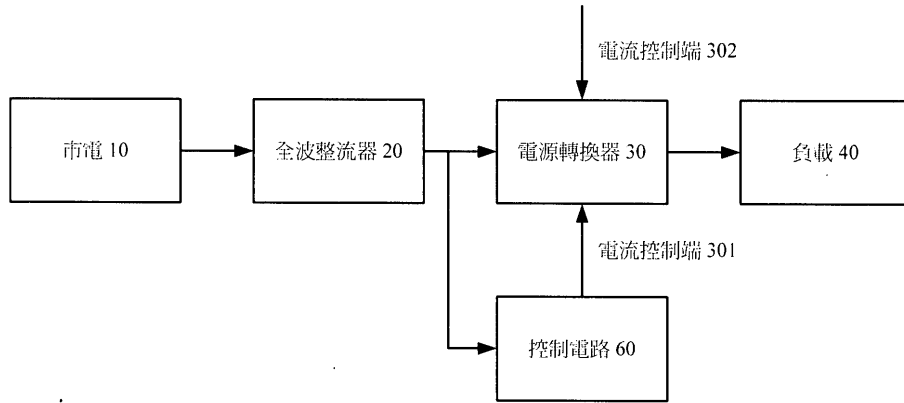 電流控制端 302
市電 10
全波整流器 20
電源轉換器 30
負載 40
電流控制端 301
控制電路 60